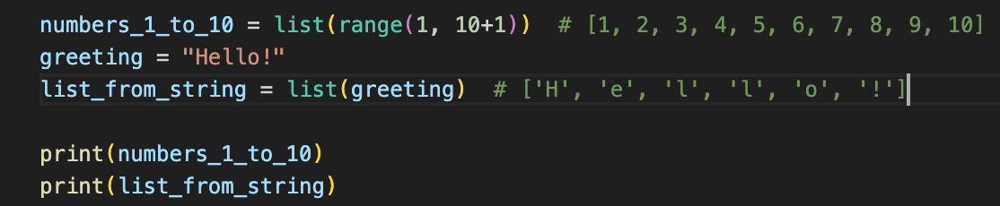 numbers_1_to_10 = list(range(1, 10+1))  # [1, 2, 3, 4, 5, 6, 7, 8, 9, 10]
greeting = "Hello!"
list_from_string = list(greeting)  # ['H', 'e', 'l', 'l', 'o', '!']
print(numbers_1_to_10)
print(list_from_string)